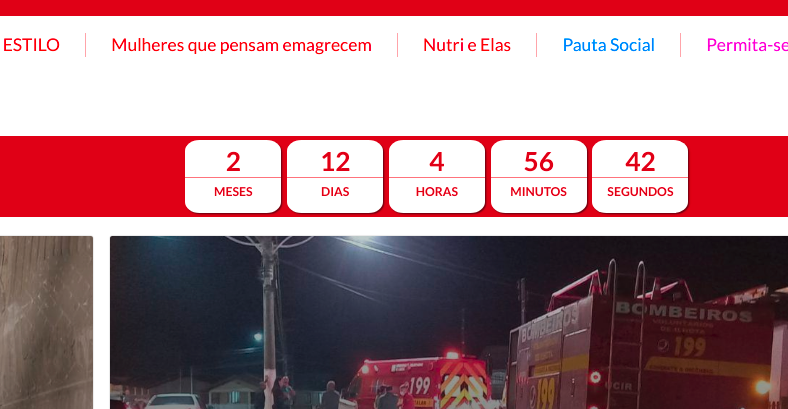 ESTILO
Mulheres que pensam emagrecem
Nutri e Elas
Pauta Social
Permita-se
2
MESES
12
DIAS
4
HORAS
56
MINUTOS
42
SEGUNDOS
BOMBEIROS
BOMBEIROS
VOLUNTÁRIOS
199
199
199